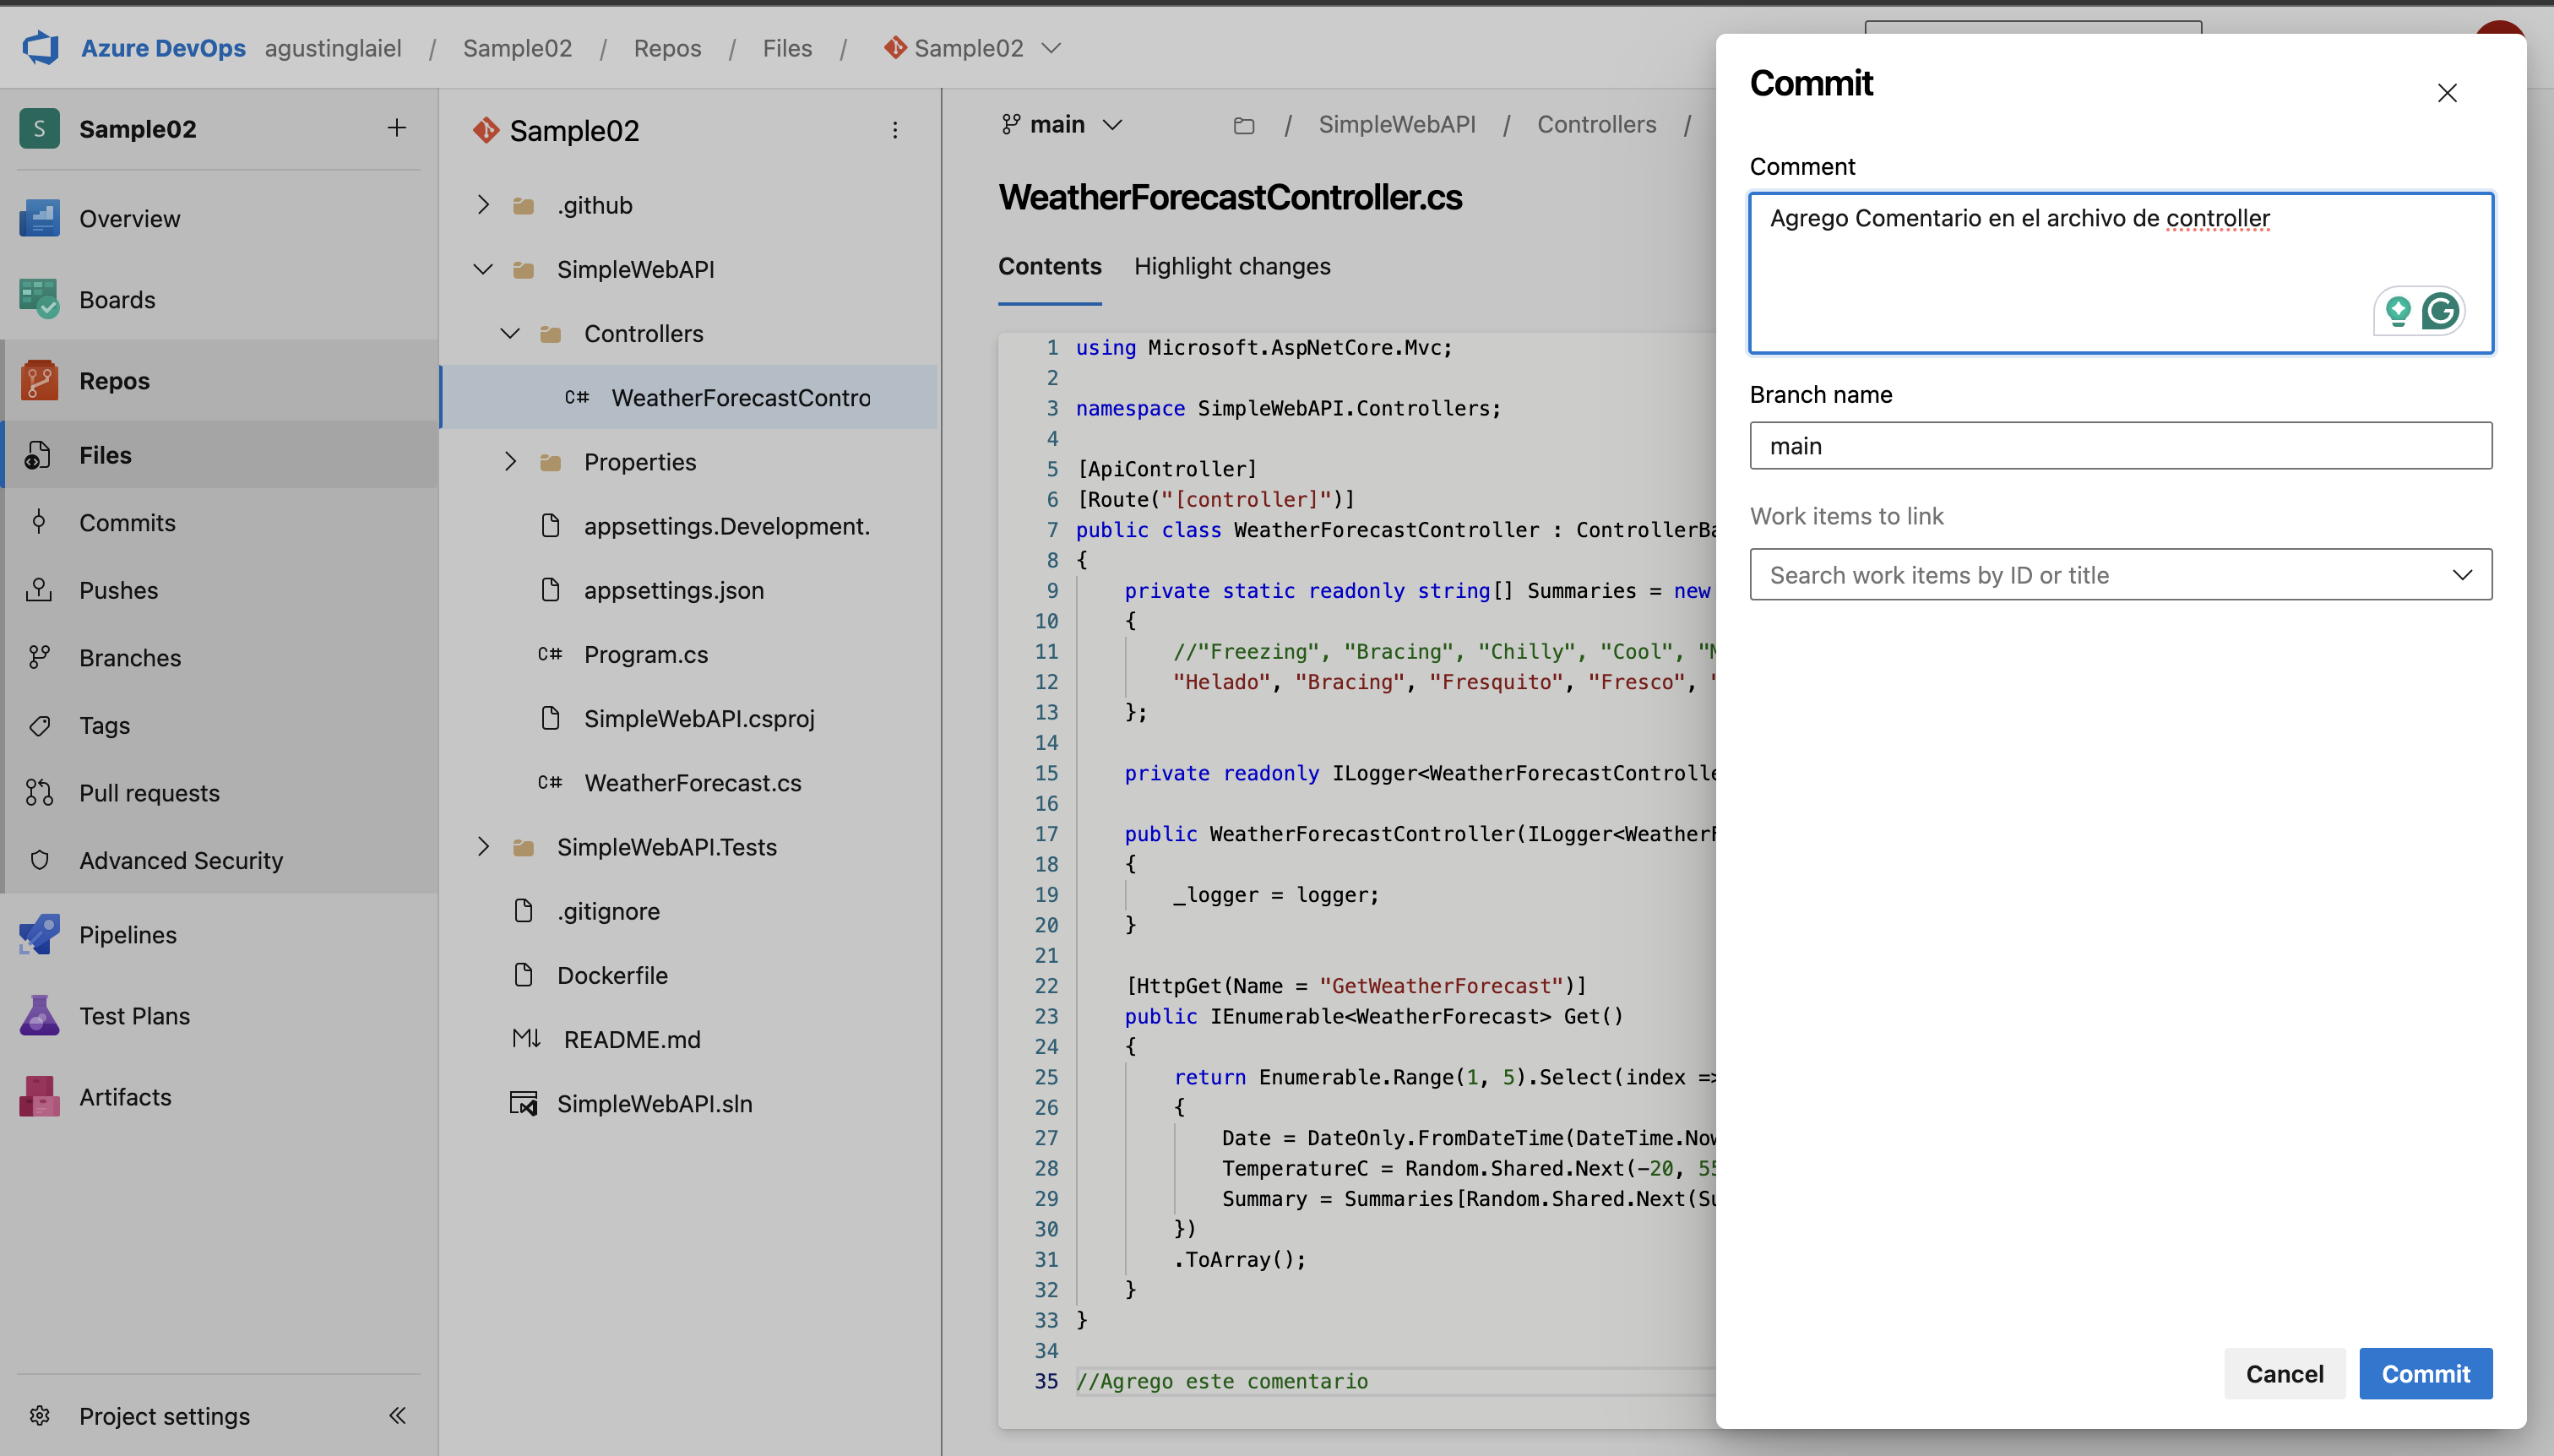 Azure DevOps agustinglaiel / Sample02 / Repos / Files / Sample02
S Sample02
Overview
Boards
Repos
Files
Commits
Pushes
Branches
Tags
Pull requests
Advanced Security
Pipelines
Test Plans
Artifacts
Project settings
Sample02
.github
SimpleWebAPI
Controllers
C# WeatherForecastContro
Properties
appsettings.Development.
appsettings.json
C# Program.cs
SimpleWebAPI.csproj
C# WeatherForecast.cs
SimpleWebAPI.Tests
.gitignore
Dockerfile
M↓ README.md
SimpleWebAPI.sln
main / SimpleWebAPI / Controllers /
WeatherForecastController.cs
Contents Highlight changes
1 using Microsoft.AspNetCore.Mvc;
2
3 namespace SimpleWebAPI.Controllers;
4
5 [ApiController]
6 [Route("[controller]")]
7 public class WeatherForecastController : ControllerBa
8 {
9 private static readonly string[] Summaries = new
10 {
11 //"Freezing", "Bracing", "Chilly", "Cool", "M
12 "Helado", "Bracing", "Fresquito", "Fresco", "
13 };
14
15 private readonly ILogger<WeatherForecastControlle
16
17 public WeatherForecastController(ILogger<WeatherF
18 {
19 _logger = logger;
20 }
21
22 [HttpGet(Name = "GetWeatherForecast")]
23 public IEnumerable<WeatherForecast> Get()
24 {
25 return Enumerable.Range(1, 5).Select(index =>
26 {
27 Date = DateOnly.FromDateTime(DateTime.Now
28 TemperatureC = Random.Shared.Next(-20, 55
29 Summary = Summaries[Random.Shared.Next(Su
30 })
31 .ToArray();
32 }
33 }
34
35 //Agrego este comentario
Commit
Comment
Agrego Comentario en el archivo de controller
Branch name
main
Work items to link
Search work items by ID or title
Cancel Commit